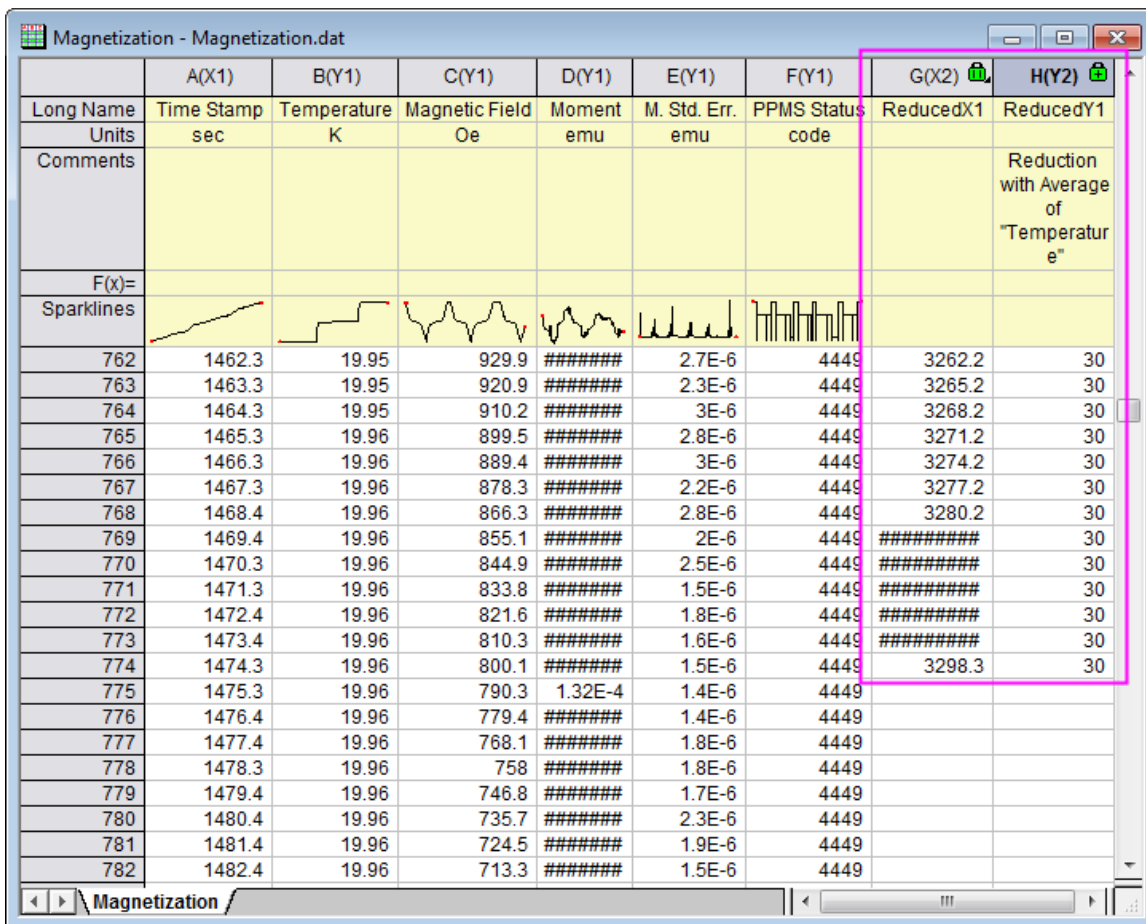 Magnetization - Magnetization.dat
A(X1) B(Y1) C(Y1) D(Y1) E(Y1) F(Y1) G(X2) H(Y2)
Long Name Time Stamp Temperature Magnetic Field Moment M. Std. Err. PPMS Status ReducedX1 ReducedY1
Units sec K Oe emu emu code
Comments Reduction
with Average
of
"Temperatur
e"
F(x)=
Sparklines
762 1462.3 19.95 929.9 ####### 2.7E-6 4449 3262.2 30
763 1463.3 19.95 920.9 ####### 2.3E-6 4449 3265.2 30
764 1464.3 19.95 910.2 ####### 3E-6 4449 3268.2 30
765 1465.3 19.96 899.5 ####### 2.8E-6 4449 3271.2 30
766 1466.3 19.96 889.4 ####### 3E-6 4449 3274.2 30
767 1467.3 19.96 878.3 ####### 2.2E-6 4449 3277.2 30
768 1468.4 19.96 866.3 ####### 2.8E-6 4449 3280.2 30
769 1469.4 19.96 855.1 ####### 2E-6 4449 ######### 30
770 1470.3 19.96 844.9 ####### 2.5E-6 4449 ######### 30
771 1471.3 19.96 833.8 ####### 1.5E-6 4449 ######### 30
772 1472.4 19.96 821.6 ####### 1.8E-6 4449 ######### 30
773 1473.4 19.96 810.3 ####### 1.6E-6 4449 ######### 30
774 1474.3 19.96 800.1 ####### 1.5E-6 4449 3298.3 30
775 1475.3 19.96 790.3 1.32E-4 1.4E-6 4449
776 1476.4 19.96 779.4 ####### 1.4E-6 4449
777 1477.4 19.96 768.1 ####### 1.8E-6 4449
778 1478.3 19.96 758 ####### 1.8E-6 4449
779 1479.4 19.96 746.8 ####### 1.7E-6 4449
780 1480.4 19.96 735.7 ####### 2.3E-6 4449
781 1481.4 19.96 724.5 ####### 1.9E-6 4449
782 1482.4 19.96 713.3 ####### 1.5E-6 4449
Magnetization